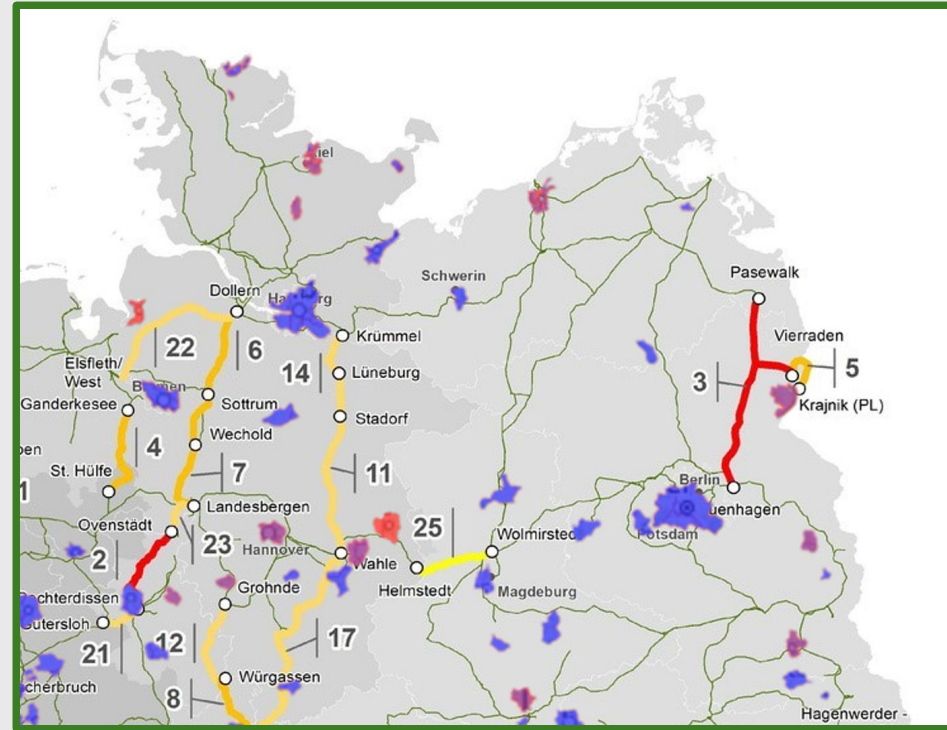 Schwerin
Pasewalk
Dollern
Krümmel
Vierraden
22
6
14
3
5
Elsfleth/
West
Lüneburg
Krajnik (PL)
Ganderkesee
Sottrum
Stadorf
4
Wechold
Berlin
7
11
St. Hülfe
1
Landesbergen
Potsdam
Ovenstädt
2
23
Hannover
25
Wahle
Helmstedt
Magdeburg
Grohnde
21
12
17
8
Würgassen
Hagenwerder -